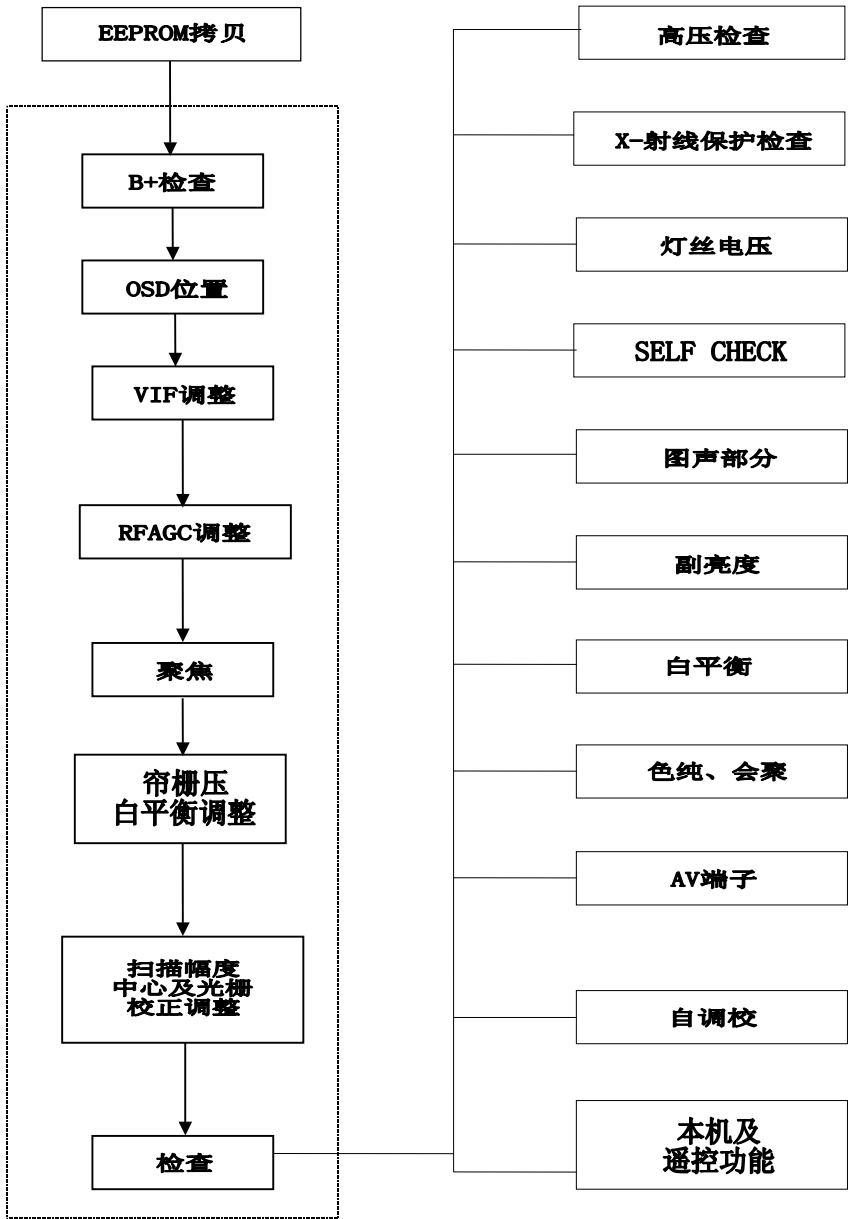 EEPROM拷贝
B+检查
OSD位置
VIF调整
RFAGC调整
聚焦
帘栅压
白平衡调整
扫描幅度
中心及光栅
校正调整
检查
高压检查
X-射线保护检查
灯丝电压
SELF CHECK
图声部分
副亮度
白平衡
色纯、会聚
AV端子
自调校
本机及
遥控功能